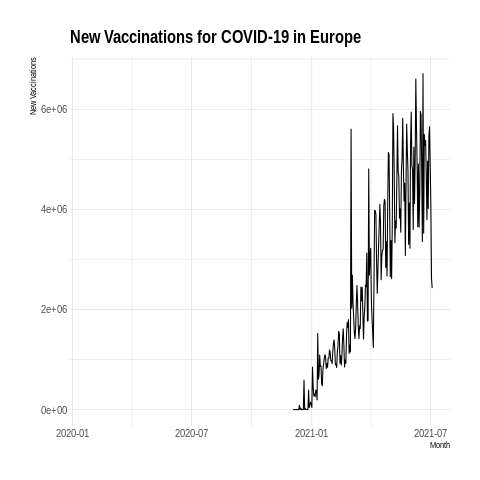 New Vaccinations for COVID-19 in Europe
New Vaccinations
6e+06
4e+06
2e+06
0e+00
2020-01 2020-07 2021-01 2021-07
Month